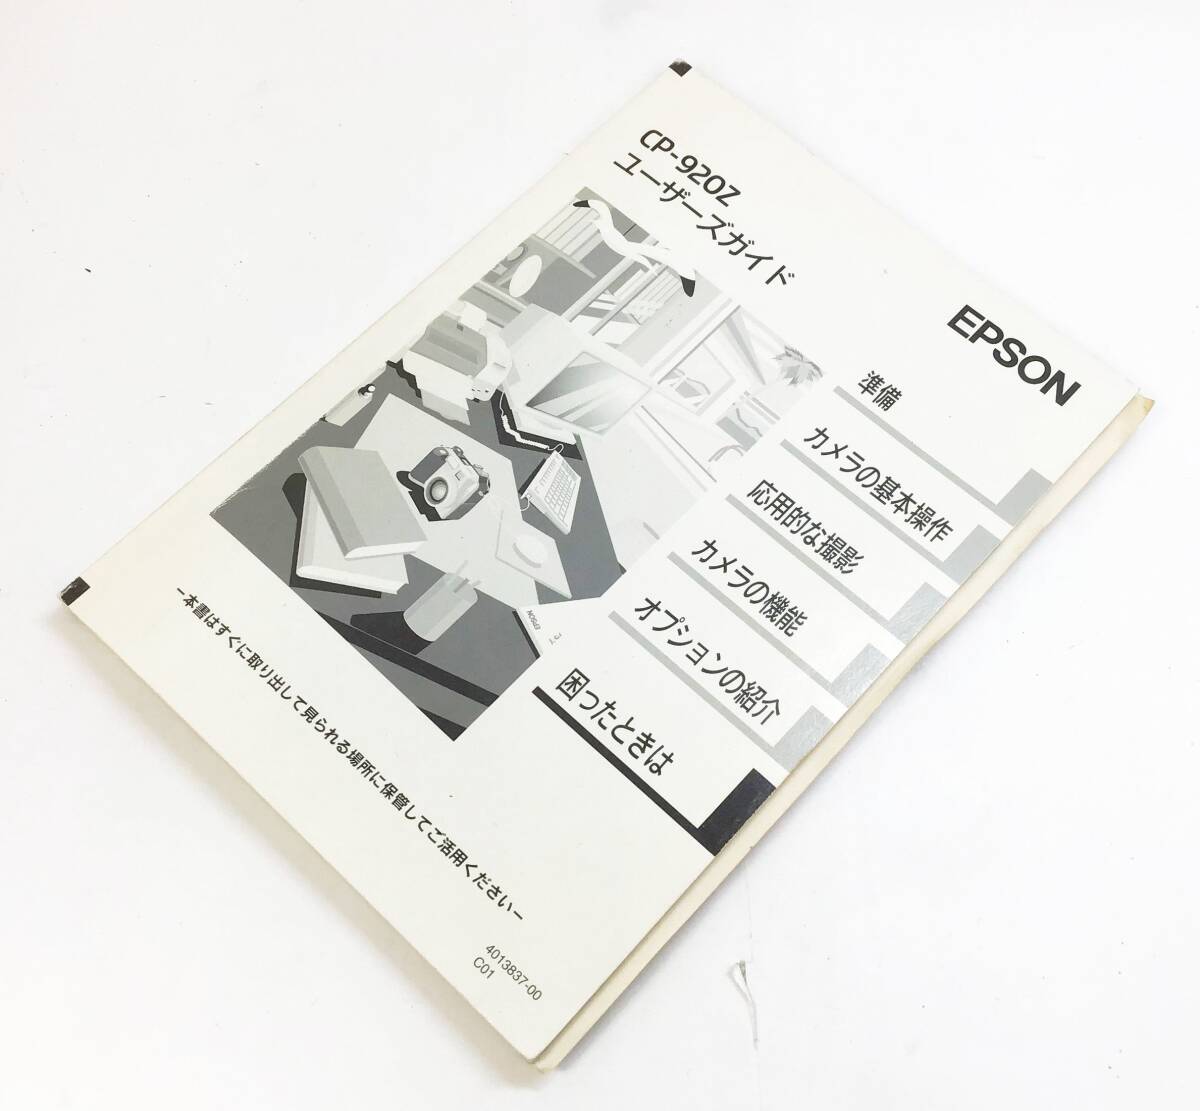 CP-920Z
ユーザーズガイド
EPSON
準備
カメラの基本操作
応用的な撮影
カメラの機能
オプションの紹介
困ったときは
EPSON
ー本書はすぐに取り出して見られる場所に保管してご活用くださいー
4013837-00
C01